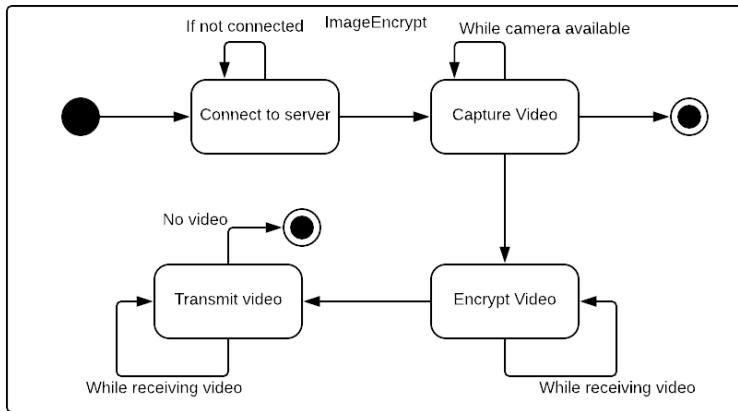 If not connected
ImageEncrypt
While camera available
Connect to server
Capture Video
No video
Transmit video
Encrypt Video
While receiving video
While receiving video